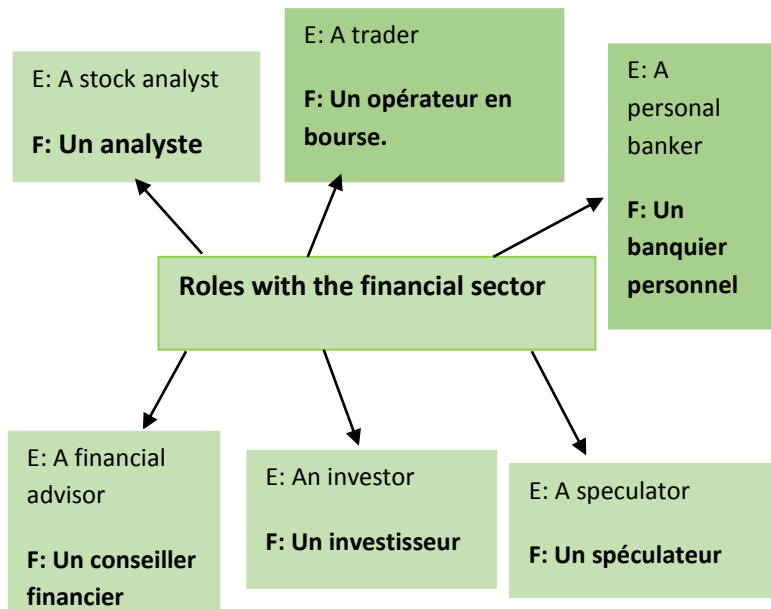 E: A stock analyst
F: Un analyste
E: A trader
F: Un opérateur en
bourse.
E: A
personal
banker
F: Un
banquier
personnel
Roles with the financial sector
E: A financial
advisor
F: Un conseiller
financier
E: An investor
F: Un investisseur
E: A speculator
F: Un spéculateur